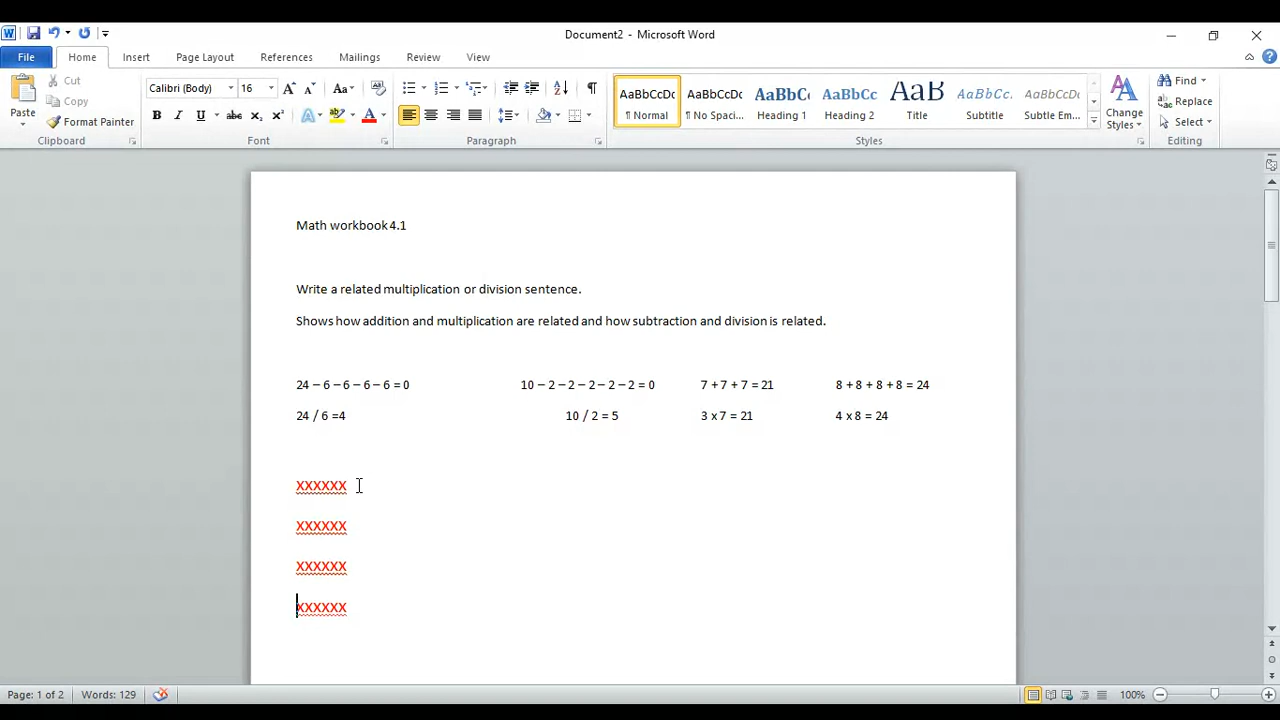 Document2 - Microsoft Word
File Home Insert Page Layout References Mailings Review View
Paste
Cut
Copy
Format Painter
Clipboard
Calibri (Body) 16
Font
Paragraph
AaBbCcDc AaBbCcDc AaBbC AaBbCc AaB AaBbCc. AaBbCcDc
¶ Normal ¶ No Spaci... Heading 1 Heading 2 Title Subtitle Subtle Em...
Change Styles
Styles
Find
Replace
Select
Editing
Math workbook 4.1
Write a related multiplication or division sentence.
Shows how addition and multiplication are related and how subtraction and division is related.
24 – 6 – 6 – 6 – 6 = 0 10 – 2 – 2 – 2 – 2 – 2 = 0 7 + 7 + 7 = 21 8 + 8 + 8 + 8 = 24
24 / 6 =4 10 / 2 = 5 3 x 7 = 21 4 x 8 = 24
XXXXXX
XXXXXX
XXXXXX
XXXXXX
Page: 1 of 2 Words: 129 100%